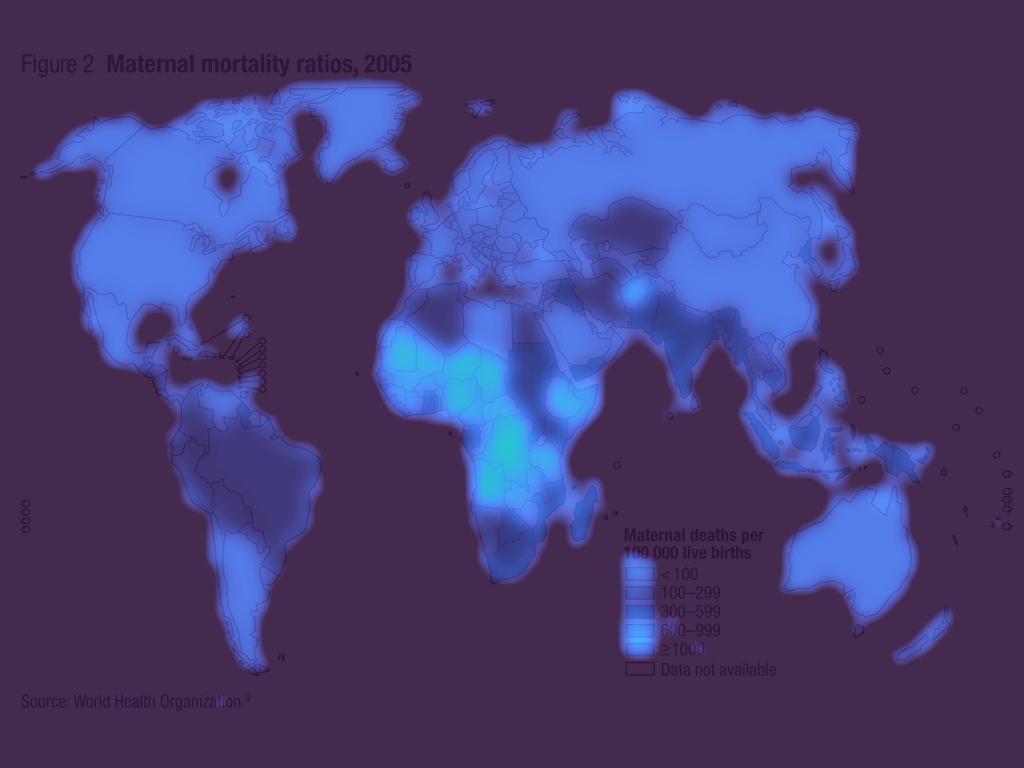 Figure 2 Maternal mortality ratios, 2005
Maternal deaths per
100 000 live births
< 100
100–299
300–599
600–999
≥1000
Data not available
Source: World Health Organization.³